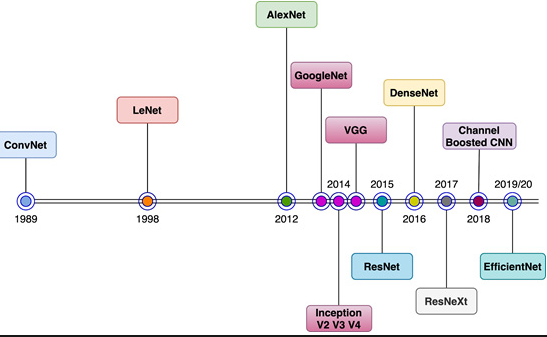 AlexNet
GoogleNet
DenseNet
LeNet
VGG
Channel
Boosted CNN
ConvNet
2014
2015
2017
2019/20
1989
1998
2012
2016
2018
ResNet
EfficientNet
ResNeXt
Inception
V2 V3 V4